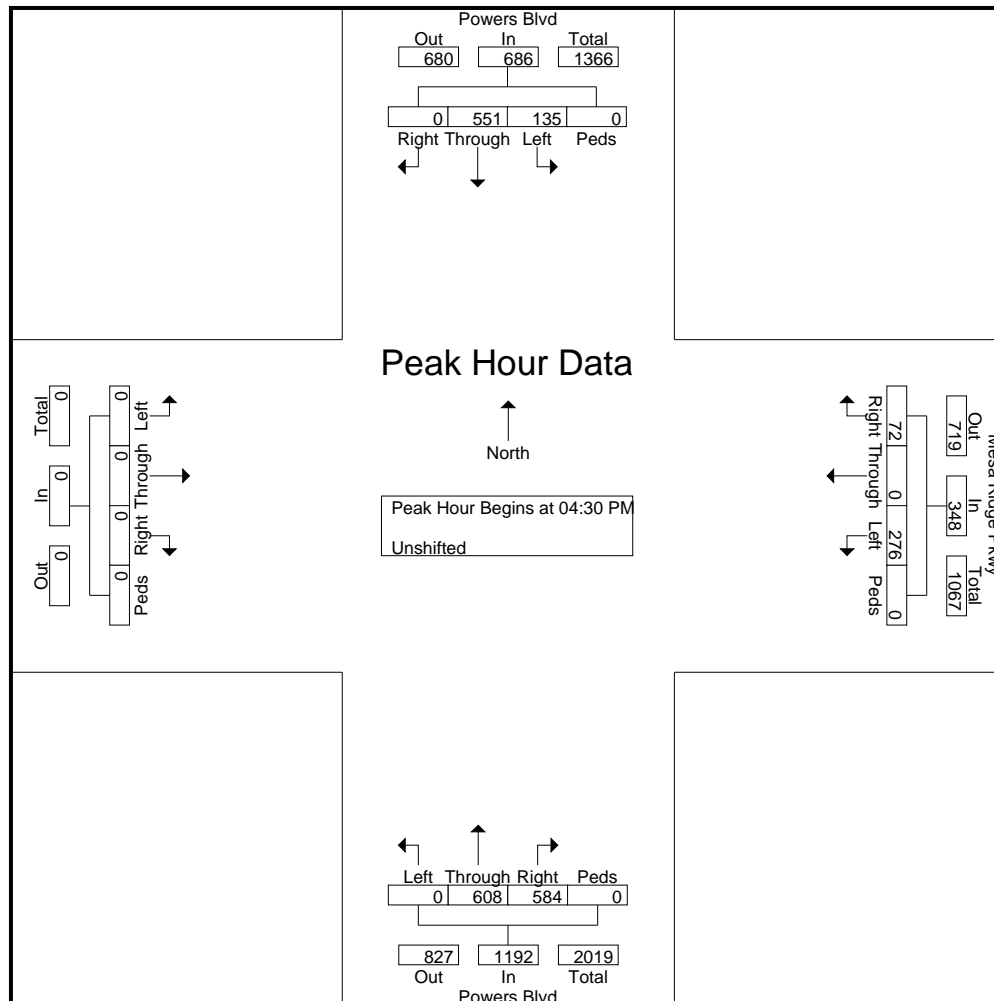 Powers Blvd
Out In Total
680 686 1366
0 551 135 0
Right Through Left Peds
Peak Hour Data
North
Peak Hour Begins at 04:30 PM
Unshifted
Total In Out
0 0 0
0 0 0 0
Left Through Right Peds
Mesa Ridge Pkwy
Out In Total
719 348 1067
72 0 276 0
Right Through Left Peds
Left Through Right Peds
0 608 584 0
827 1192 2019
Out In Total
Powers Blvd